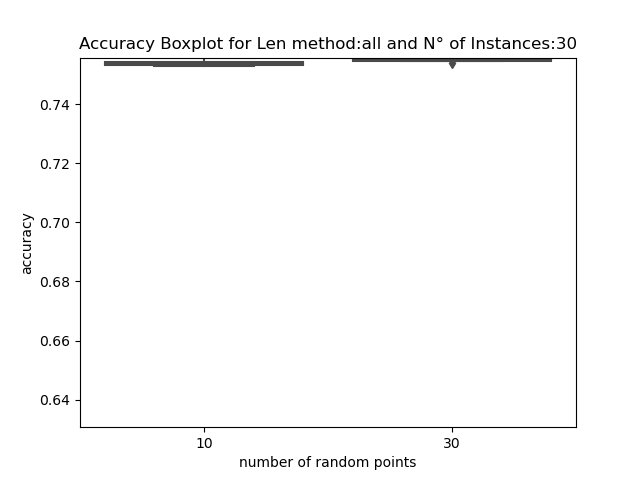 Accuracy Boxplot for Len method:all and N° of Instances:30
0.74
0.72
0.70
0.68
0.66
0.64
accuracy
10 30
number of random points